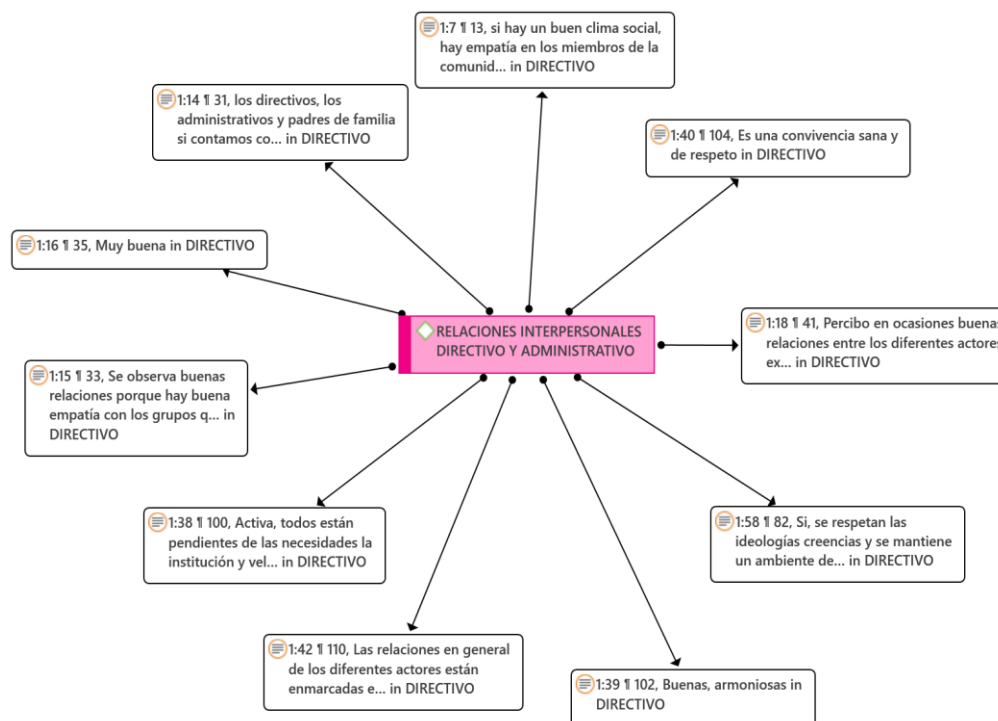 1:7 ¶ 13, si hay un buen clima social,
hay empatía en los miembros de la
comunid... in DIRECTIVO
1:14 ¶ 31, los directivos, los
administrativos y padres de familia
si contamos co... in DIRECTIVO
1:40 ¶ 104, Es una convivencia sana y
de respeto in DIRECTIVO
1:16 ¶ 35, Muy buena in DIRECTIVO
RELACIONES INTERPERSONALES
DIRECTIVO Y ADMINISTRATIVO
1:18 ¶ 41, Percibo en ocasiones buenas
relaciones entre los diferentes actores
ex... in DIRECTIVO
1:15 ¶ 33, Se observa buenas
relaciones porque hay buena
empatía con los grupos q... in
DIRECTIVO
1:38 ¶ 100, Activa, todos están
pendientes de las necesidades la
institución y vel... in DIRECTIVO
1:58 ¶ 82, Si, se respetan las
ideologías creencias y se mantiene
un ambiente de... in DIRECTIVO
1:42 ¶ 110, Las relaciones en general
de los diferentes actores están
enmarcadas e... in DIRECTIVO
1:39 ¶ 102, Buenas, armoniosas in
DIRECTIVO